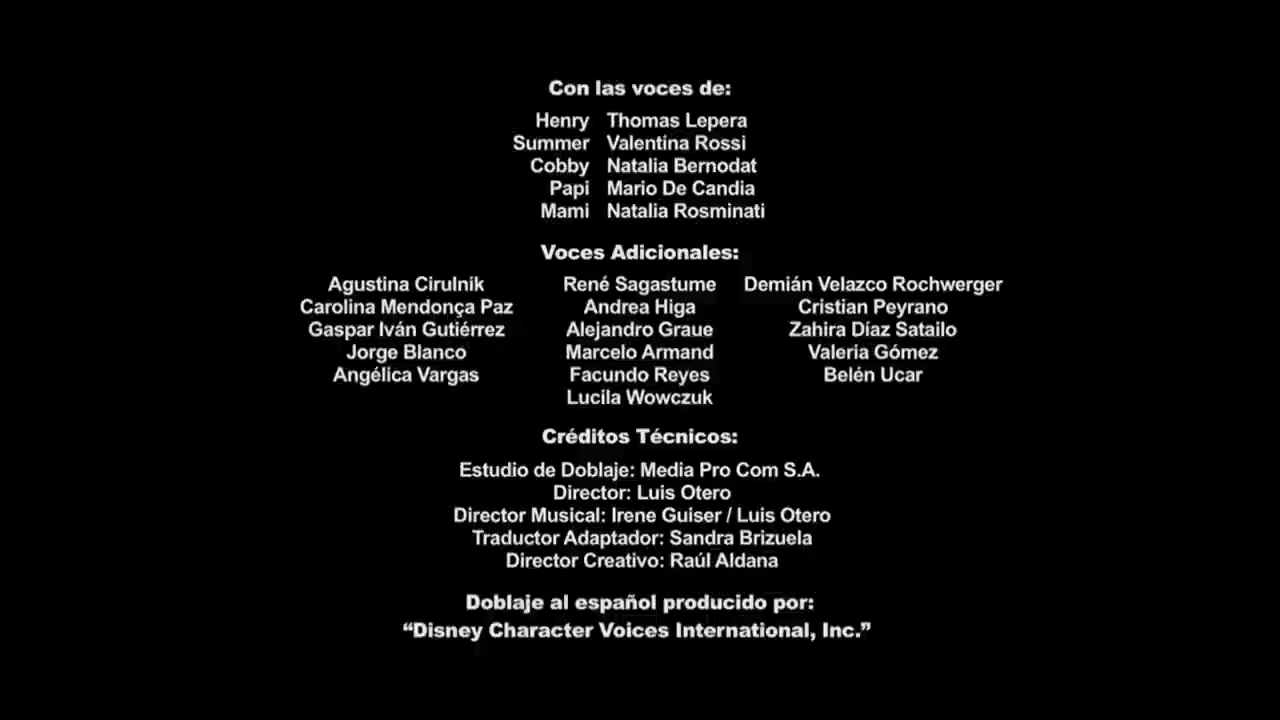 Con las voces de:
Henry Thomas Lepera
Summer Valentina Rossi
Cobby Natalia Bernodat
Papi Mario De Candia
Mami Natalia Rosminati
Voces Adicionales:
Agustina Cirulnik René Sagastume Demián Velazco Rochwerger
Carolina Mendonça Paz Andrea Higa Cristian Peyrano
Gaspar Iván Gutiérrez Alejandro Graue Zahira Díaz Satailo
Jorge Blanco Marcelo Armand Valeria Gómez
Angélica Vargas Facundo Reyes Belén Ucar
Lucila Wowczuk
Créditos Técnicos:
Estudio de Doblaje: Media Pro Com S.A.
Director: Luis Otero
Director Musical: Irene Guiser / Luis Otero
Traductor Adaptador: Sandra Brizuela
Director Creativo: Raúl Aldana
Doblaje al español producido por:
“Disney Character Voices International, Inc.”